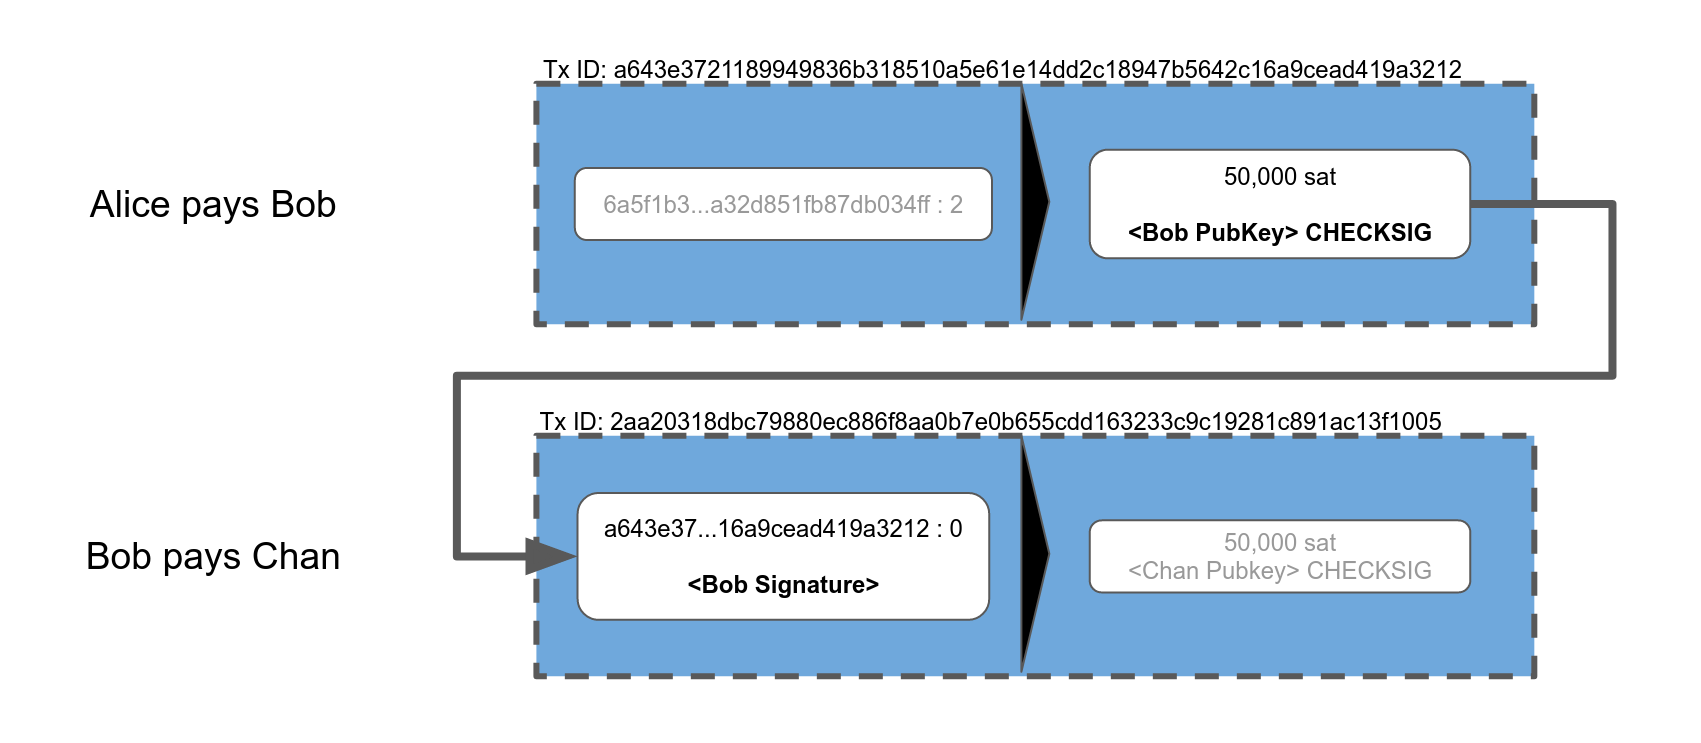 Tx ID: a643e3721189949836b318510a5e61e14dd2c18947b5642c16a9cead419a3212
Alice pays Bob
6a5f1b3...a32d851fb87db034ff : 2
50,000 sat
<Bob PubKey> CHECKSIG
Tx ID: 2aa20318dbc79880ec886f8aa0b7e0b655cdd163233c9c19281c891ac13f1005
Bob pays Chan
a643e37...16a9cead419a3212 : 0
<Bob Signature>
50,000 sat
<Chan Pubkey> CHECKSIG